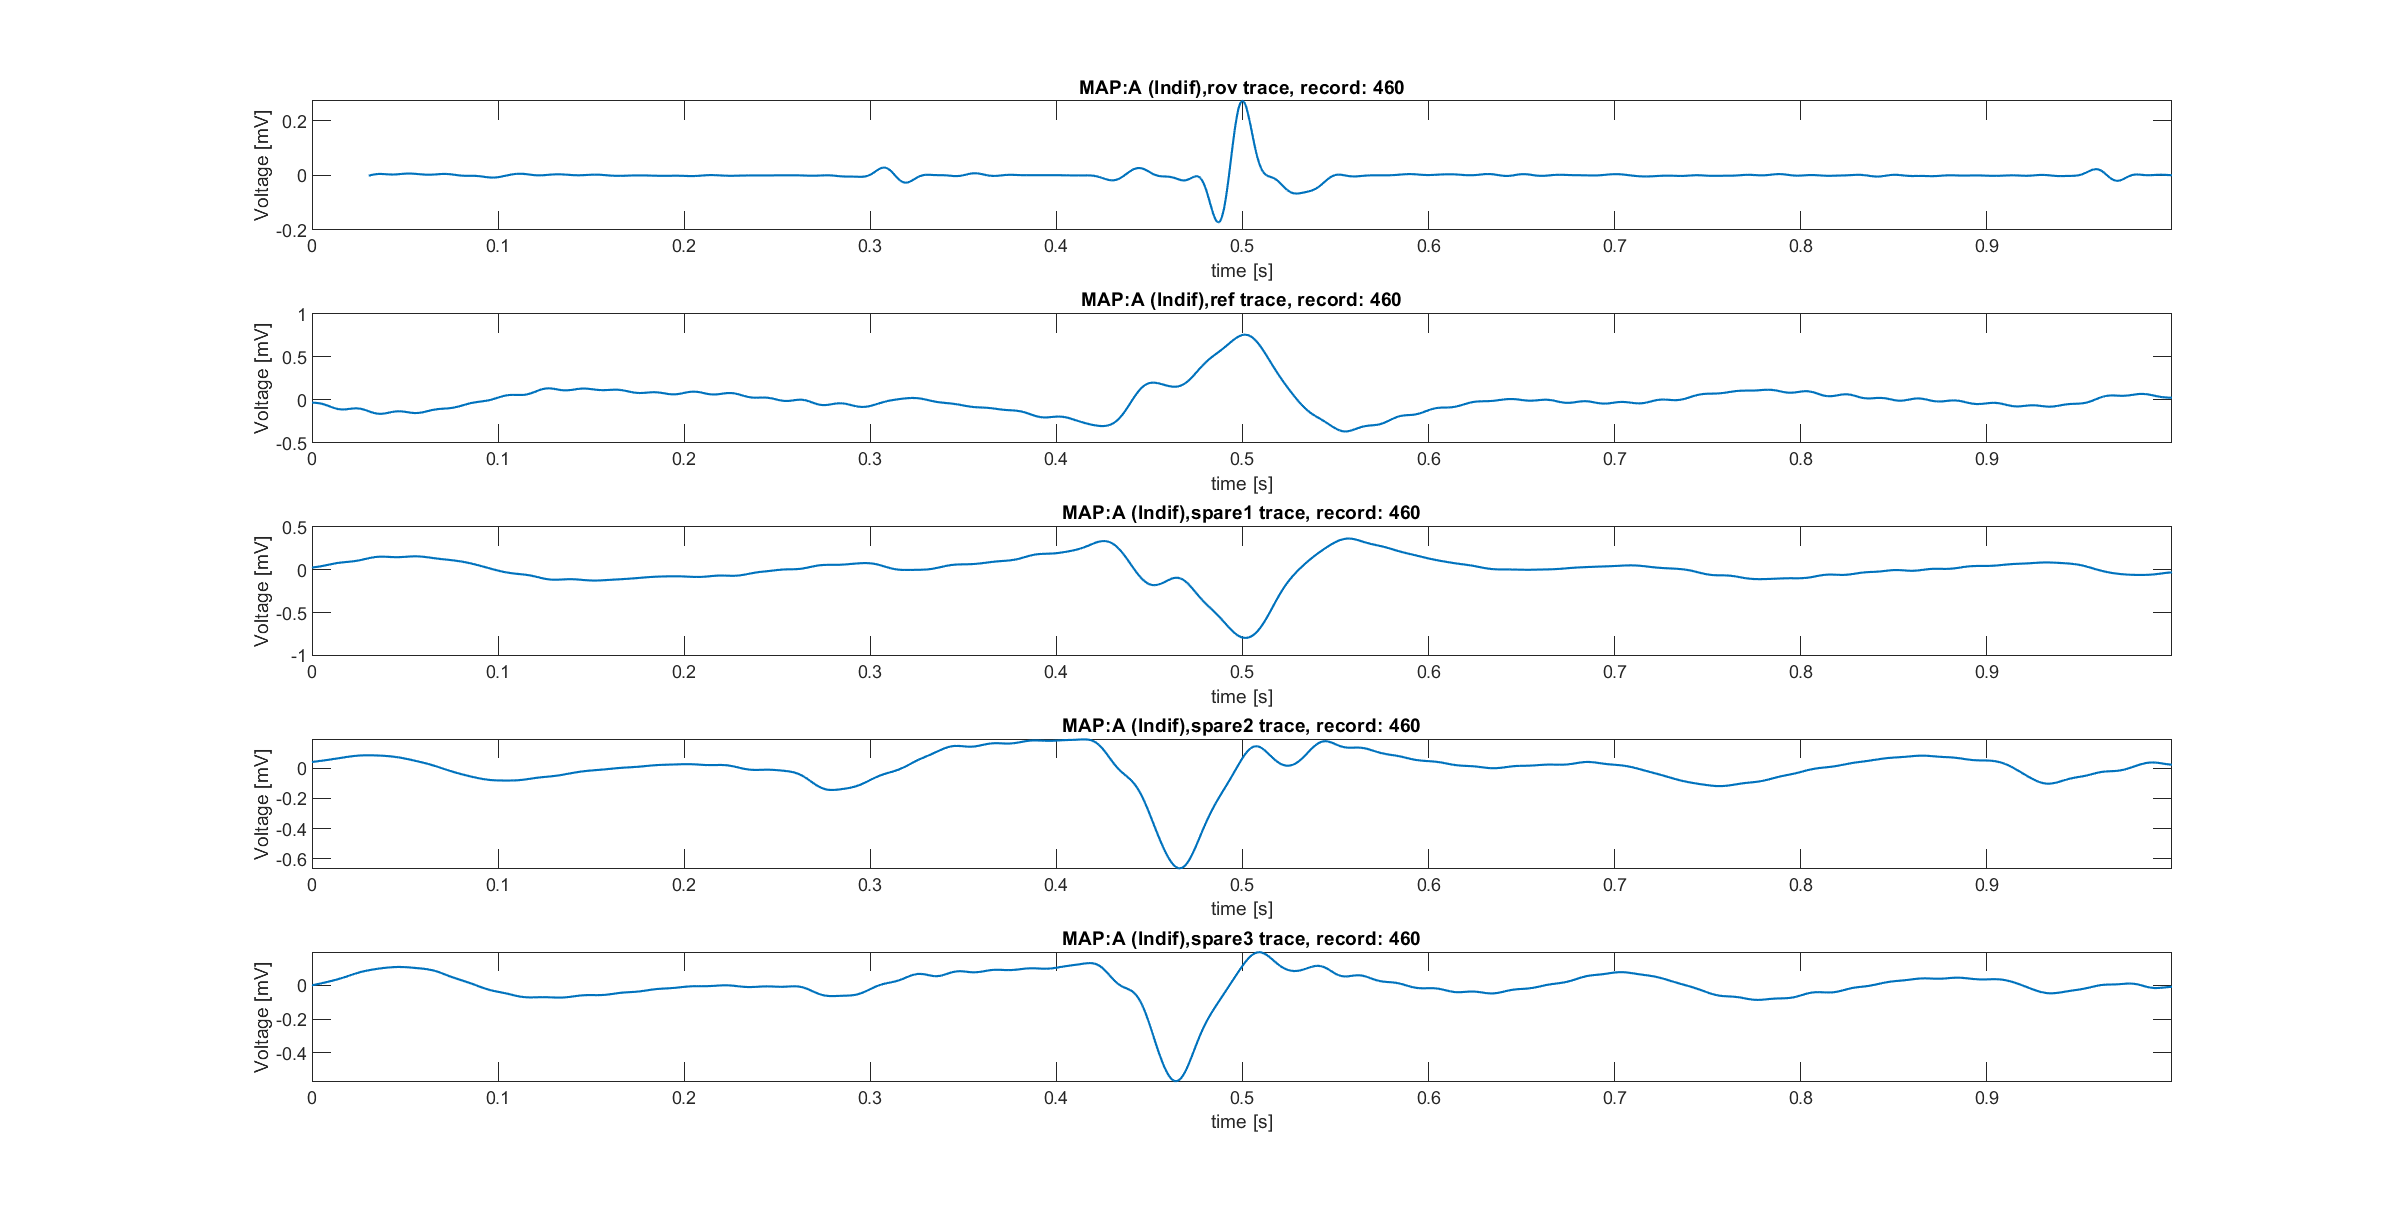 MAP:A (Indif),rov trace, record: 460
Voltage [mV]
0.2
0
-0.2
0 0.1 0.2 0.3 0.4 0.5 0.6 0.7 0.8 0.9
time [s]
MAP:A (Indif),ref trace, record: 460
Voltage [mV]
1
0.5
0
-0.5
0 0.1 0.2 0.3 0.4 0.5 0.6 0.7 0.8 0.9
time [s]
MAP:A (Indif),spare1 trace, record: 460
Voltage [mV]
0.5
0
-0.5
-1
0 0.1 0.2 0.3 0.4 0.5 0.6 0.7 0.8 0.9
time [s]
MAP:A (Indif),spare2 trace, record: 460
Voltage [mV]
0
-0.2
-0.4
-0.6
0 0.1 0.2 0.3 0.4 0.5 0.6 0.7 0.8 0.9
time [s]
MAP:A (Indif),spare3 trace, record: 460
Voltage [mV]
0
-0.2
-0.4
0 0.1 0.2 0.3 0.4 0.5 0.6 0.7 0.8 0.9
time [s]